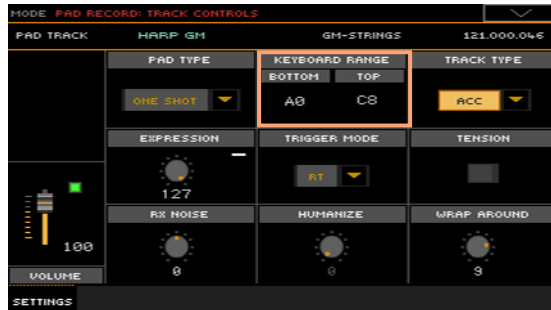 MODE PAD RECORD: TRACK CONTROLS
PAD TRACK HARP GM GM-STRINGS 121.000.046
PAD TYPE KEYBOARD RANGE TRACK TYPE
BOTTOM TOP
ONE SHOT A0 C8 ACC
EXPRESSION TRIGGER MODE TENSION
RT
127
RX NOISE HUMANIZE WRAP AROUND
100
VOLUME 0 0 9
SETTINGS